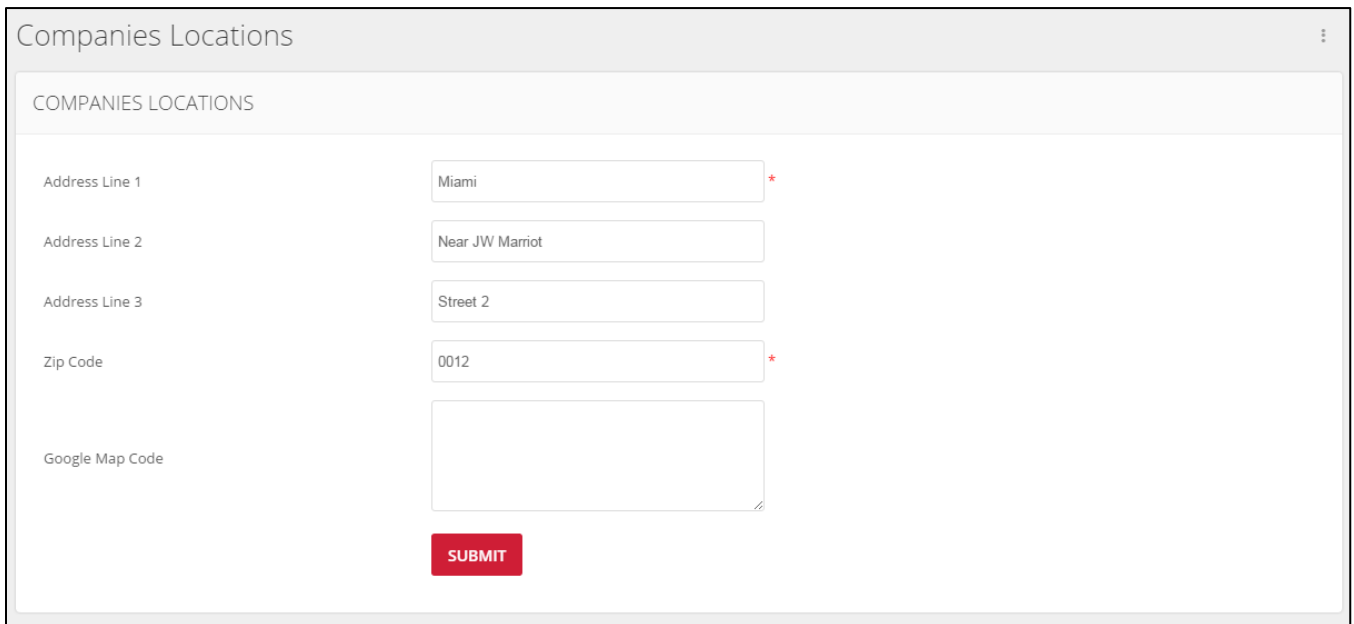 Companies Locations
COMPANIES LOCATIONS
Address Line 1 Miami *
Address Line 2 Near JW Marriot
Address Line 3 Street 2
Zip Code 0012 *
Google Map Code
SUBMIT